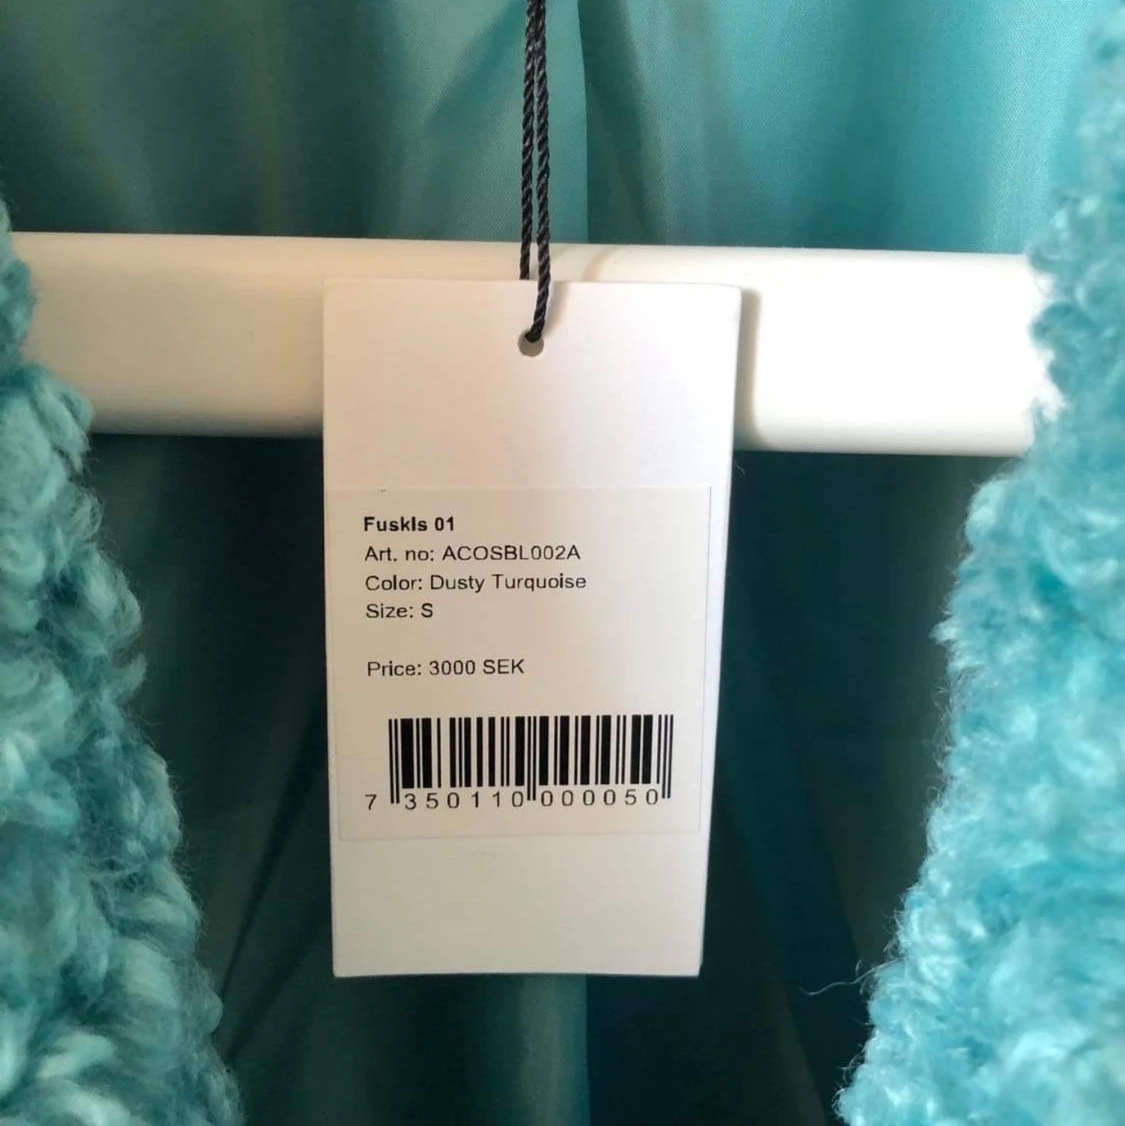 Fuskls 01
Art. no: ACOSBL002A
Color: Dusty Turquoise
Size: S
Price: 3000 SEK
7 350110 000050